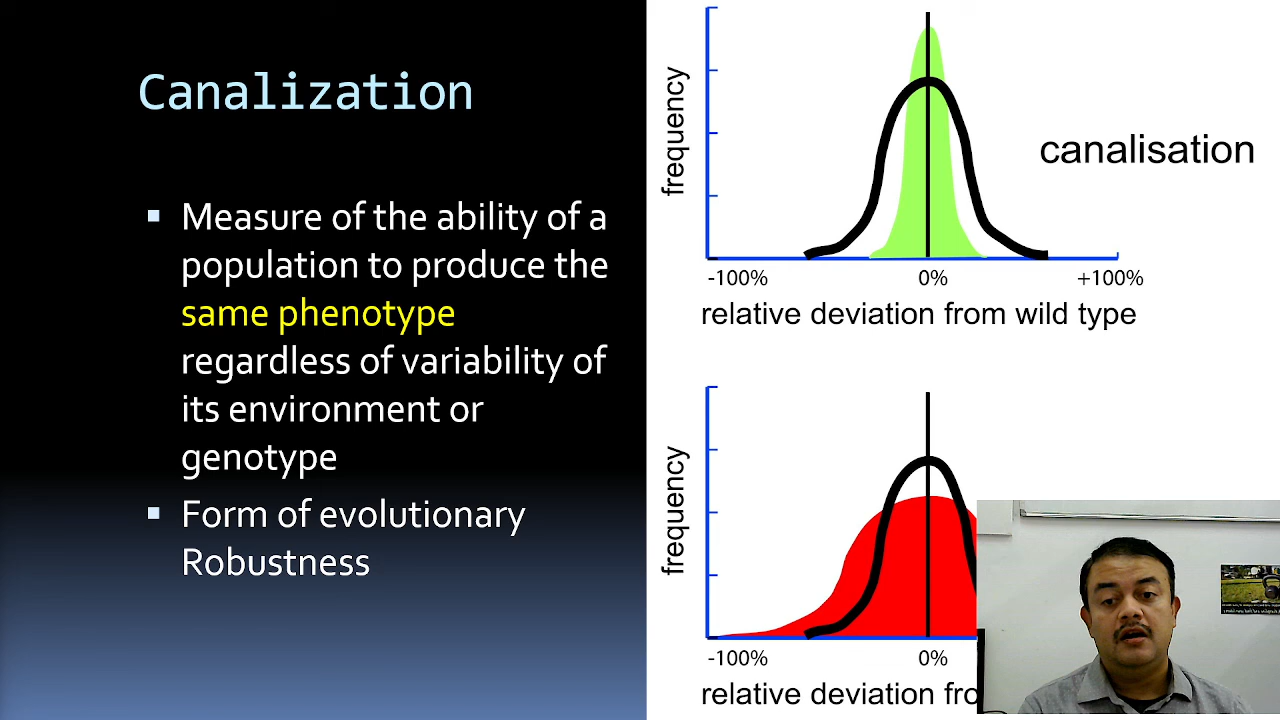 Canalization
Measure of the ability of a
population to produce the
same phenotype
regardless of variability of
its environment or
genotype
Form of evolutionary
Robustness
frequency
canalisation
-100%
0%
+100%
relative deviation from wild type
frequency
-100%
0%
relative deviation fro